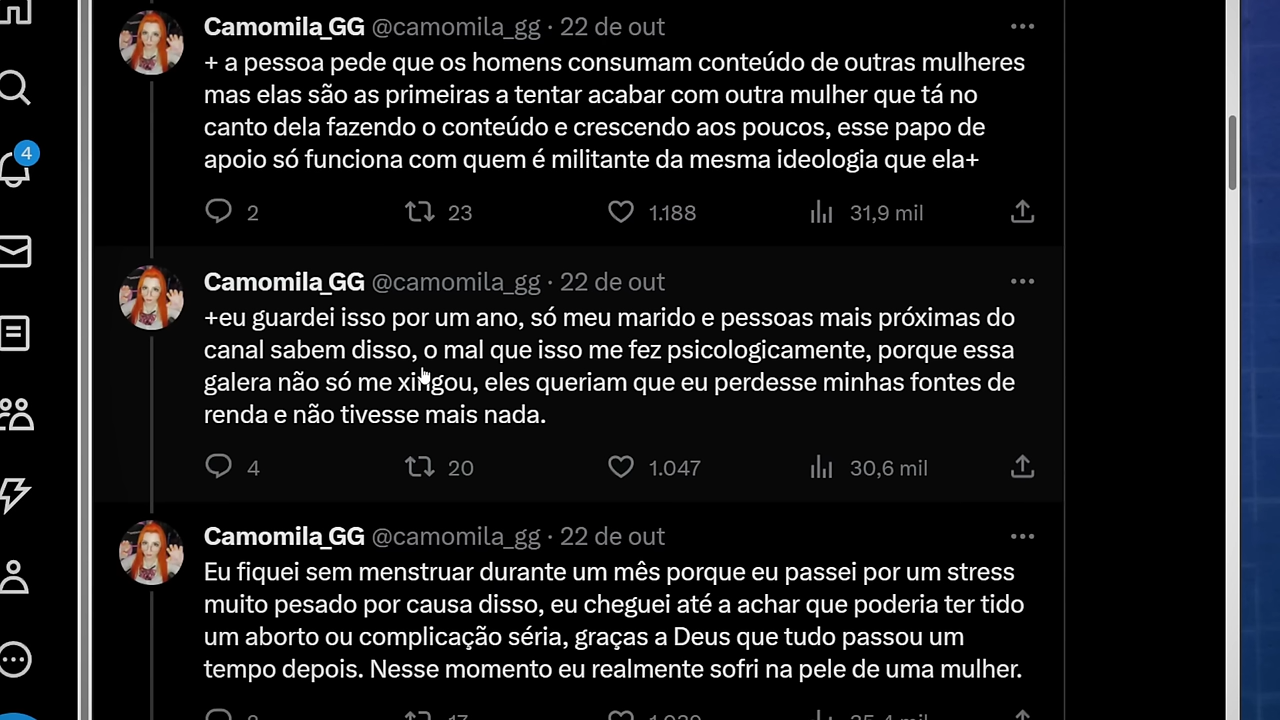 Camomila_GG @camomila_gg · 22 de out
+ a pessoa pede que os homens consumam conteúdo de outras mulheres
mas elas são as primeiras a tentar acabar com outra mulher que tá no
canto dela fazendo o conteúdo e crescendo aos poucos, esse papo de
apoio só funciona com quem é militante da mesma ideologia que ela+
2 23 1.188 31,9 mil
4
Camomila_GG @camomila_gg · 22 de out
+eu guardei isso por um ano, só meu marido e pessoas mais próximas do
canal sabem disso, o mal que isso me fez psicologicamente, porque essa
galera não só me xingou, eles queriam que eu perdesse minhas fontes de
renda e não tivesse mais nada.
4 20 1.047 30,6 mil
Camomila_GG @camomila_gg · 22 de out
Eu fiquei sem menstruar durante um mês porque eu passei por um stress
muito pesado por causa disso, eu cheguei até a achar que poderia ter tido
um aborto ou complicação séria, graças a Deus que tudo passou um
tempo depois. Nesse momento eu realmente sofri na pele de uma mulher.